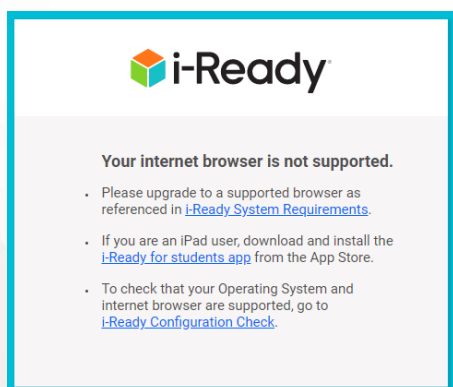 i-Ready
Your internet browser is not supported.
• Please upgrade to a supported browser as
referenced in i-Ready System Requirements.
• If you are an iPad user, download and install the
i-Ready for students app from the App Store.
• To check that your Operating System and
internet browser are supported, go to
i-Ready Configuration Check.